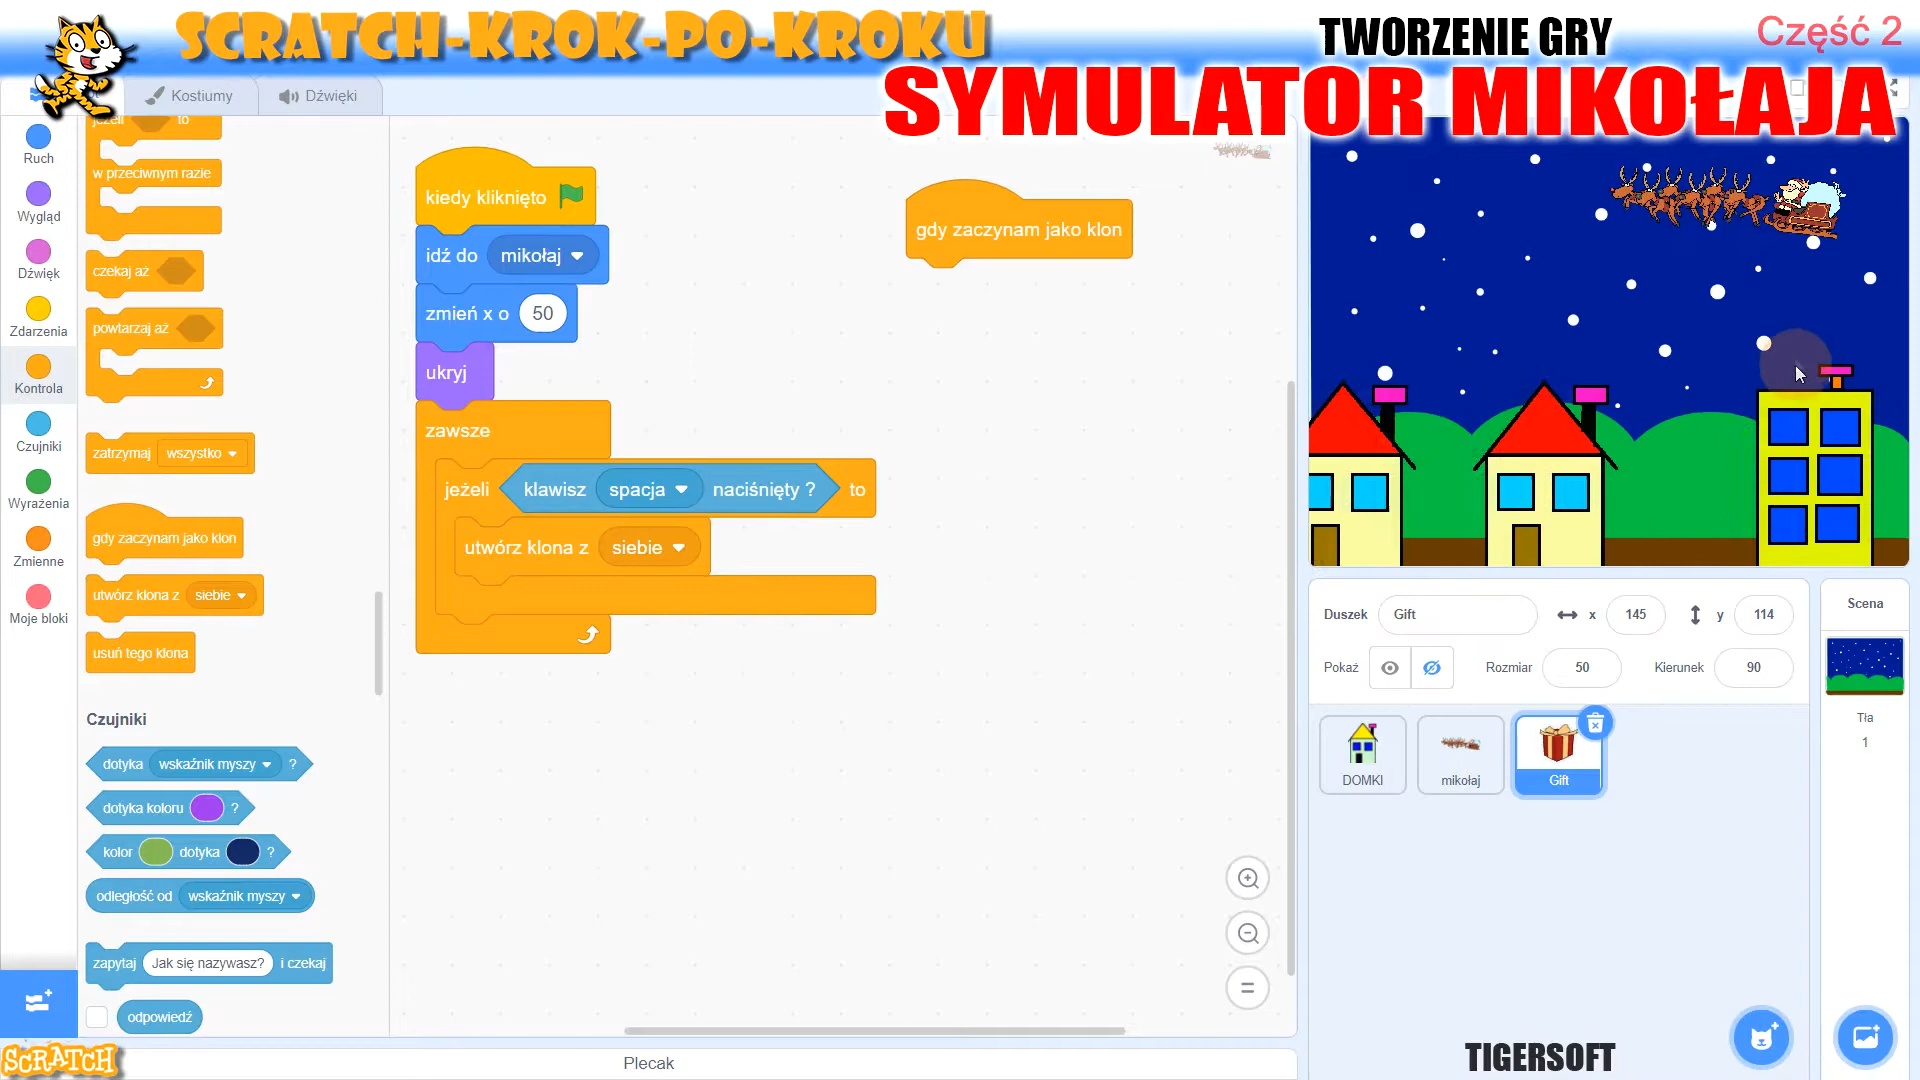 SCRATCH-KROK-PO-KROKU
TWORZENIE GRY
Część 2
SYMULATOR MIKOŁAJA
Kostiumy
Dźwięki
Ruch
Wygląd
Dźwięk
Zdarzenia
Kontrola
Czujniki
Wyrażenia
Zmienne
Moje bloki
jeżeli to
w przeciwnym razie
czekaj aż
powtarzaj aż
zatrzymaj wszystko
gdy zaczynam jako klon
utwórz klona z siebie
usuń tego klona
Czujniki
dotyka wskaźnik myszy ?
dotyka koloru ?
kolor dotyka ?
odległość od wskaźnik myszy
zapytaj Jak się nazywasz? i czekaj
odpowiedź
kiedy kliknięto
idź do mikołaj
zmień x o 50
ukryj
zawsze
jeżeli klawisz spacja naciśnięty ? to
utwórz klona z siebie
gdy zaczynam jako klon
Plecak
Duszek Gift x 145 y 114
Pokaż Rozmiar 50 Kierunek 90
DOMKI
mikołaj
Gift
Scena
Tła
1
SCRATCH
TIGERSOFT